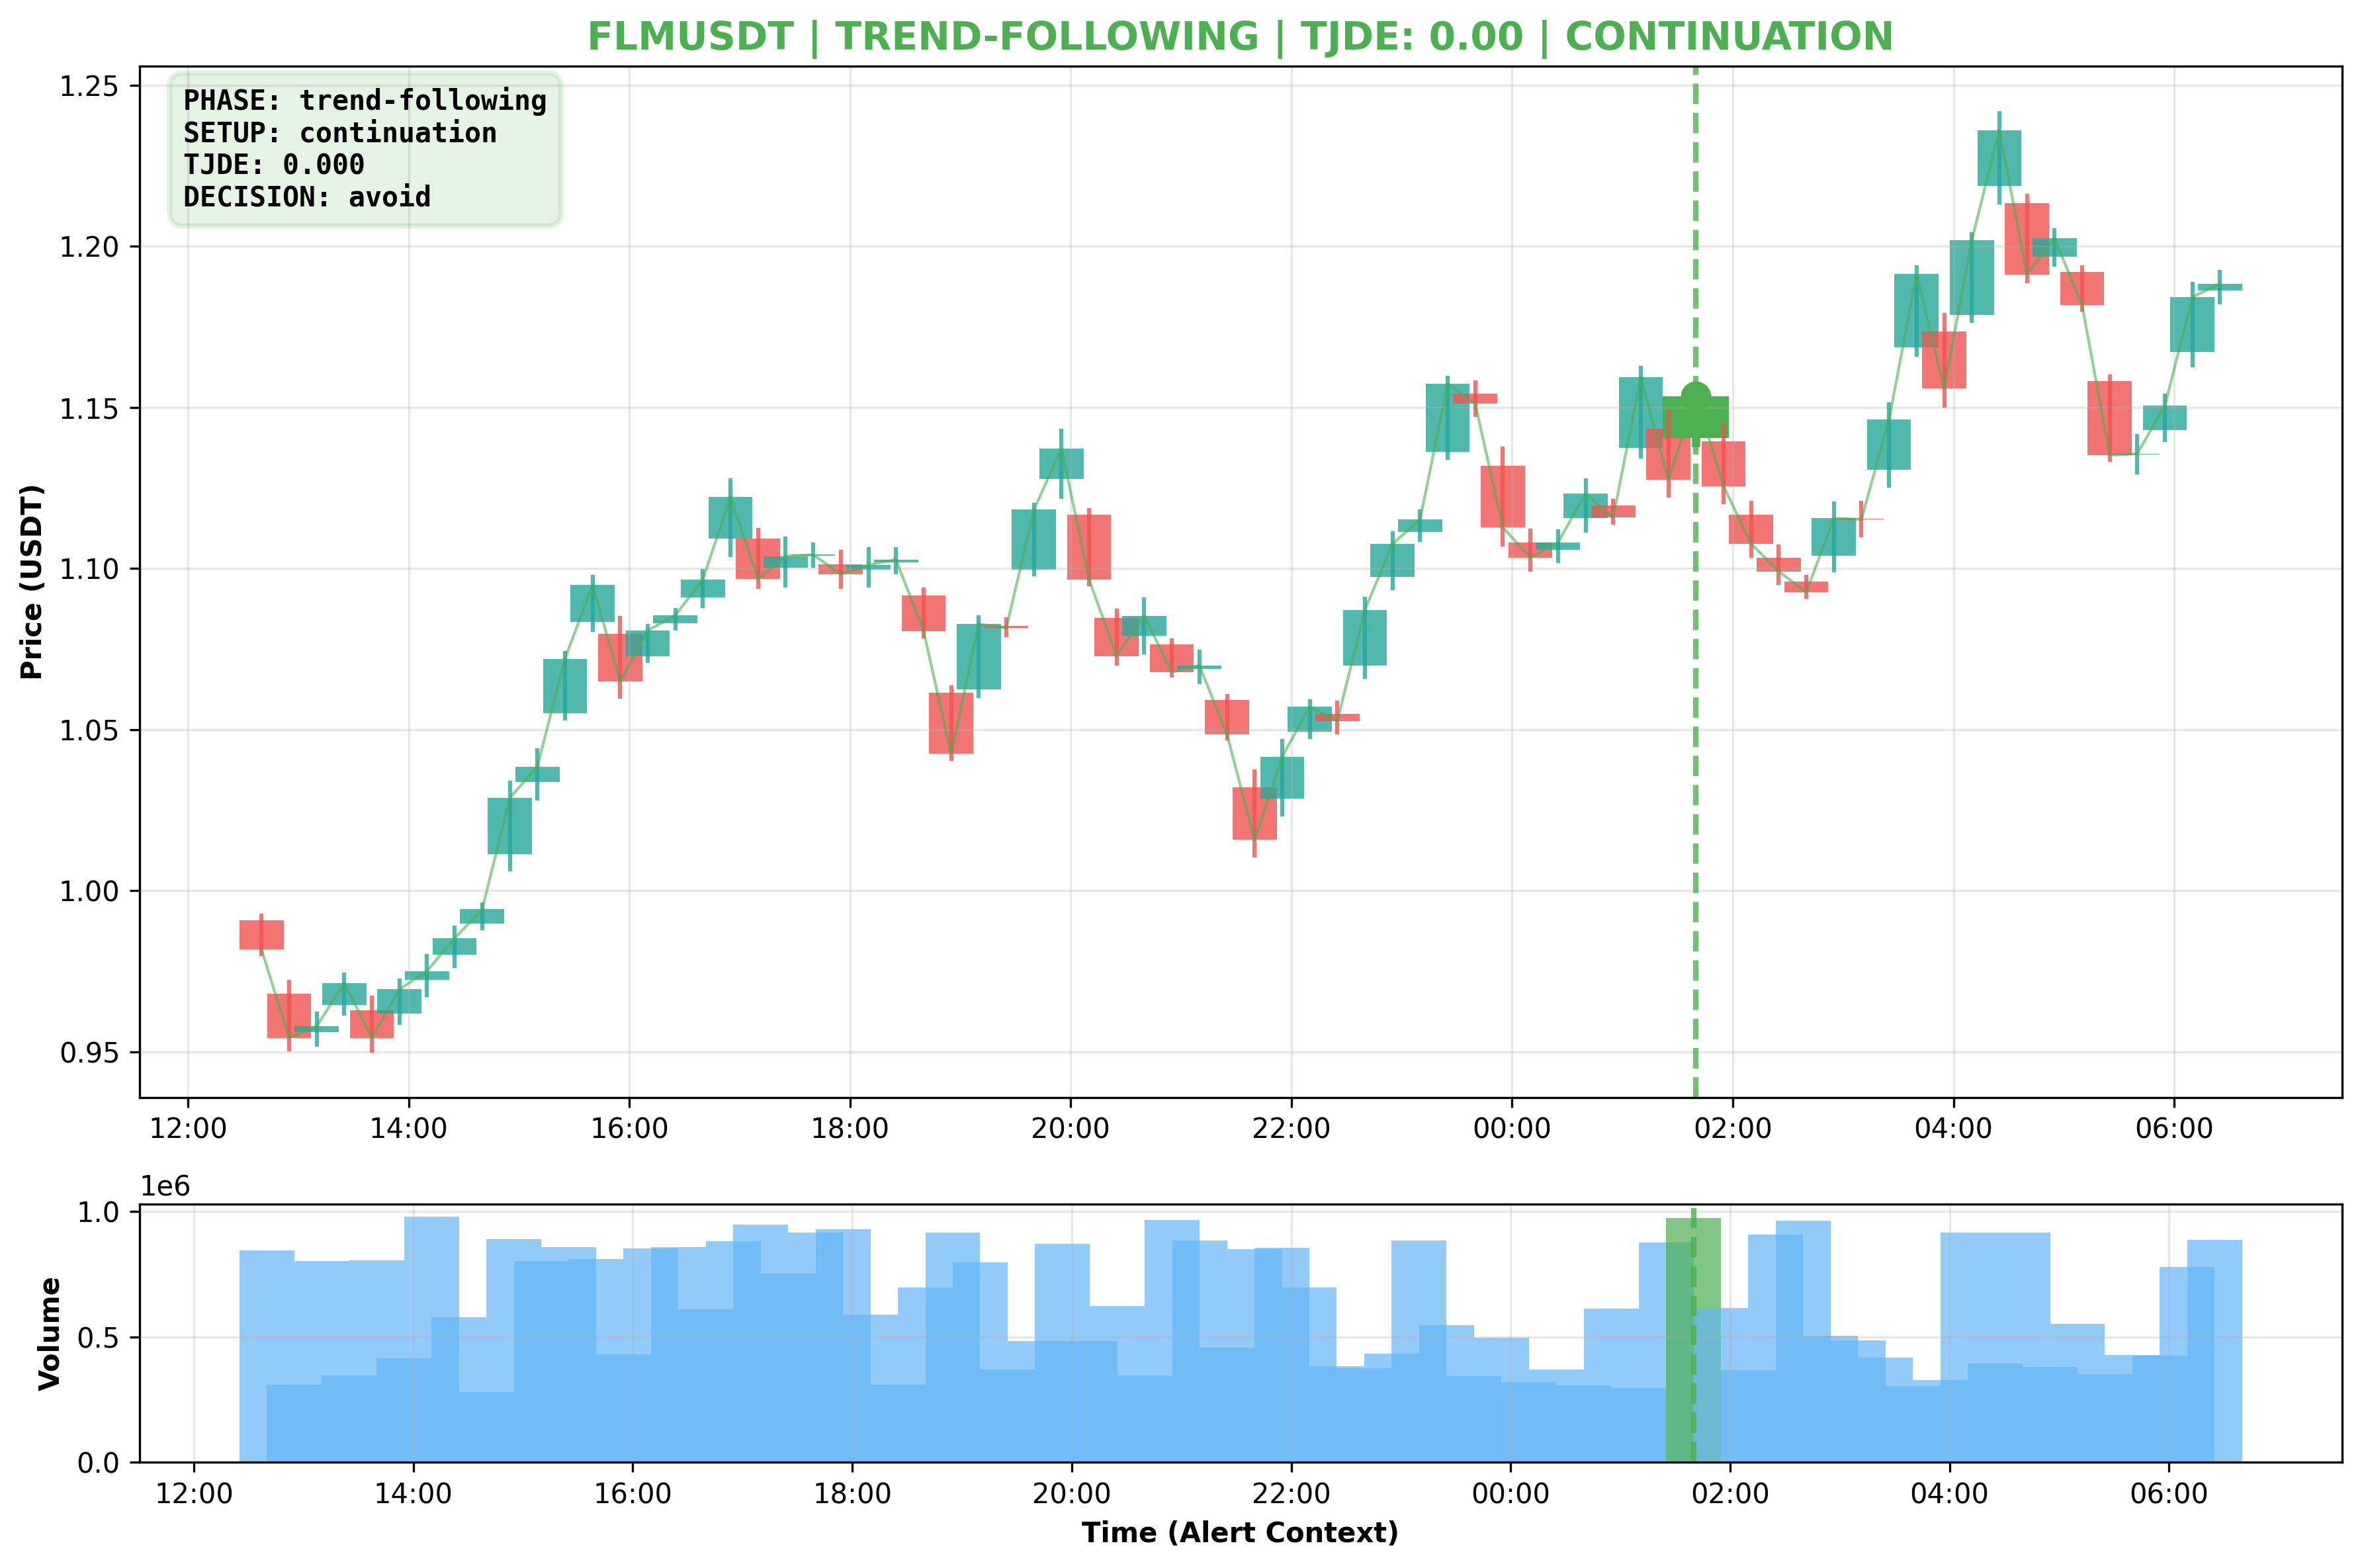 FLMUSDT | TREND-FOLLOWING | TJDE: 0.00 | CONTINUATION
PHASE: trend-following
SETUP: continuation
TJDE: 0.000
DECISION: avoid
Price (USDT)
1.25
1.20
1.15
1.10
1.05
1.00
0.95
12:00 14:00 16:00 18:00 20:00 22:00 00:00 02:00 04:00 06:00
1e6
Volume
1.0
0.5
0.0
12:00 14:00 16:00 18:00 20:00 22:00 00:00 02:00 04:00 06:00
Time (Alert Context)